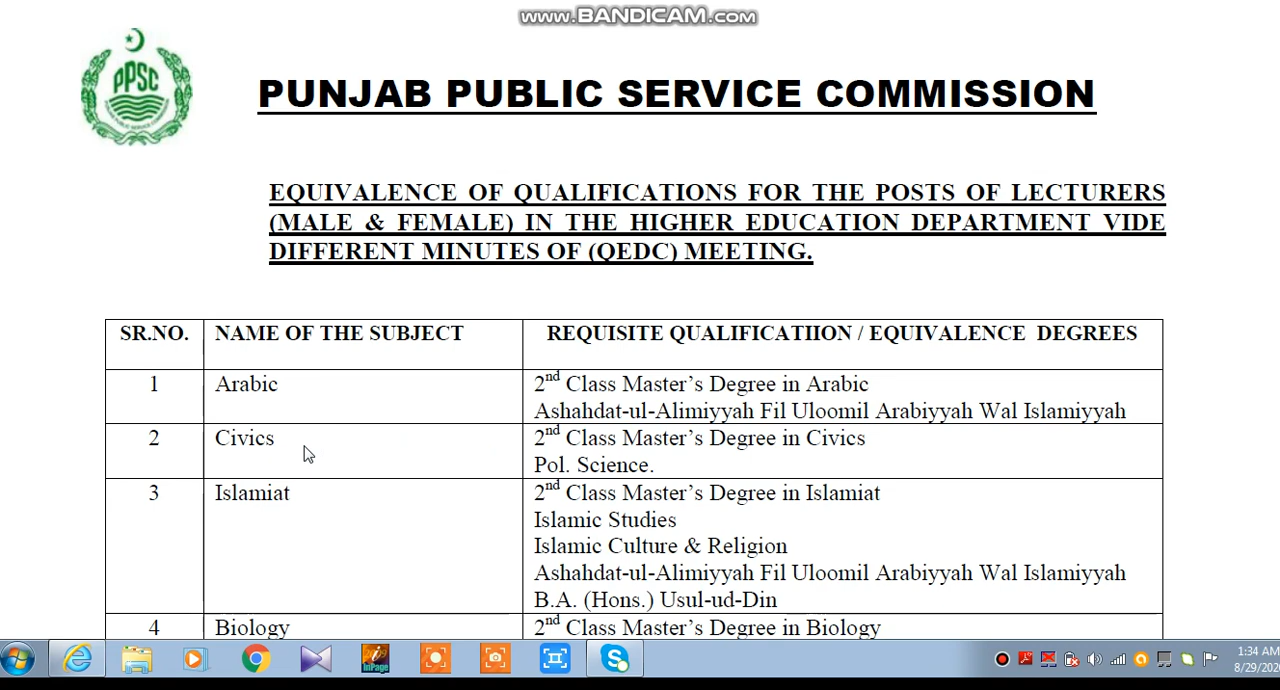 www.BANDICAM.com
PPSC
PUNJAB PUBLIC SERVICE COMMISSION
EQUIVALENCE OF QUALIFICATIONS FOR THE POSTS OF LECTURERS
(MALE & FEMALE) IN THE HIGHER EDUCATION DEPARTMENT VIDE
DIFFERENT MINUTES OF (QEDC) MEETING.
SR.NO. NAME OF THE SUBJECT REQUISITE QUALIFICATIION / EQUIVALENCE DEGREES
1 Arabic 2nd Class Master's Degree in Arabic
Ashahdat-ul-Alimiyyah Fil Uloomil Arabiyyah Wal Islamiyyah
2 Civics 2nd Class Master's Degree in Civics
Pol. Science.
3 Islamiat 2nd Class Master's Degree in Islamiat
Islamic Studies
Islamic Culture & Religion
Ashahdat-ul-Alimiyyah Fil Uloomil Arabiyyah Wal Islamiyyah
B.A. (Hons.) Usul-ud-Din
4 Biology 2nd Class Master's Degree in Biology
InPage
1:34 AM